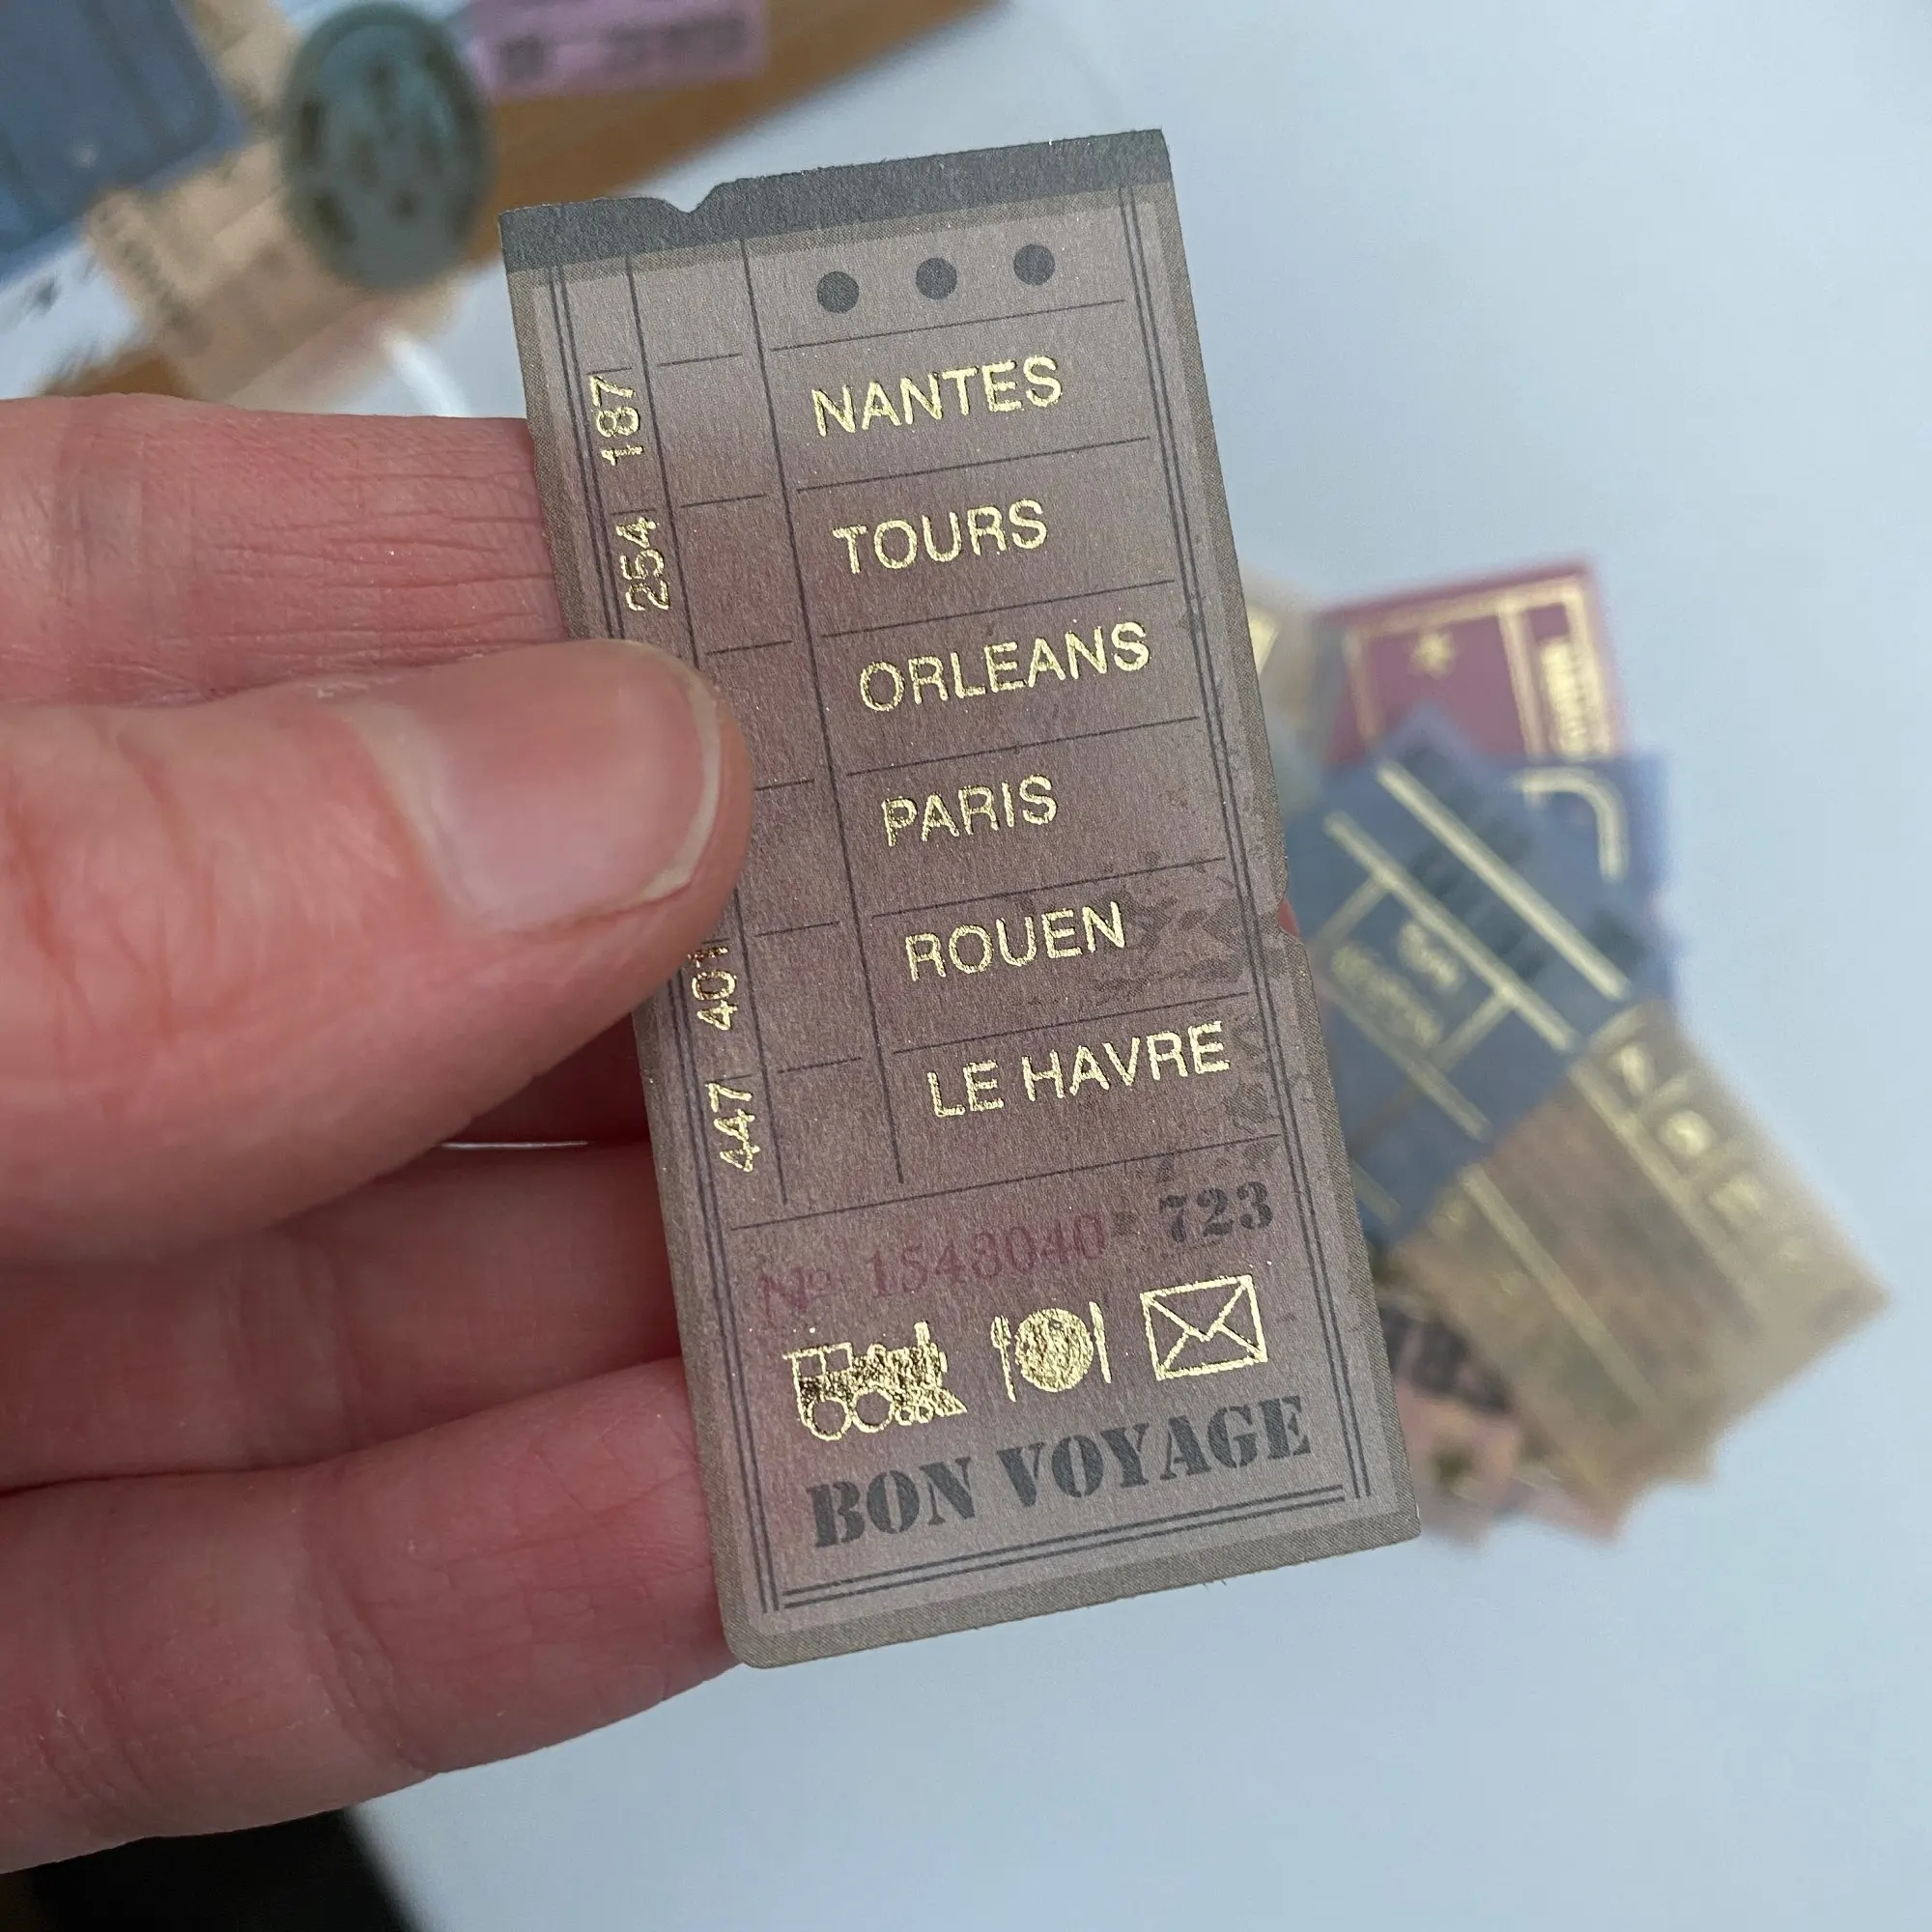 187
NANTES
254
TOURS
ORLEANS
PARIS
401
ROUEN
447
LE HAVRE
Nº 1543040 723
BON VOYAGE